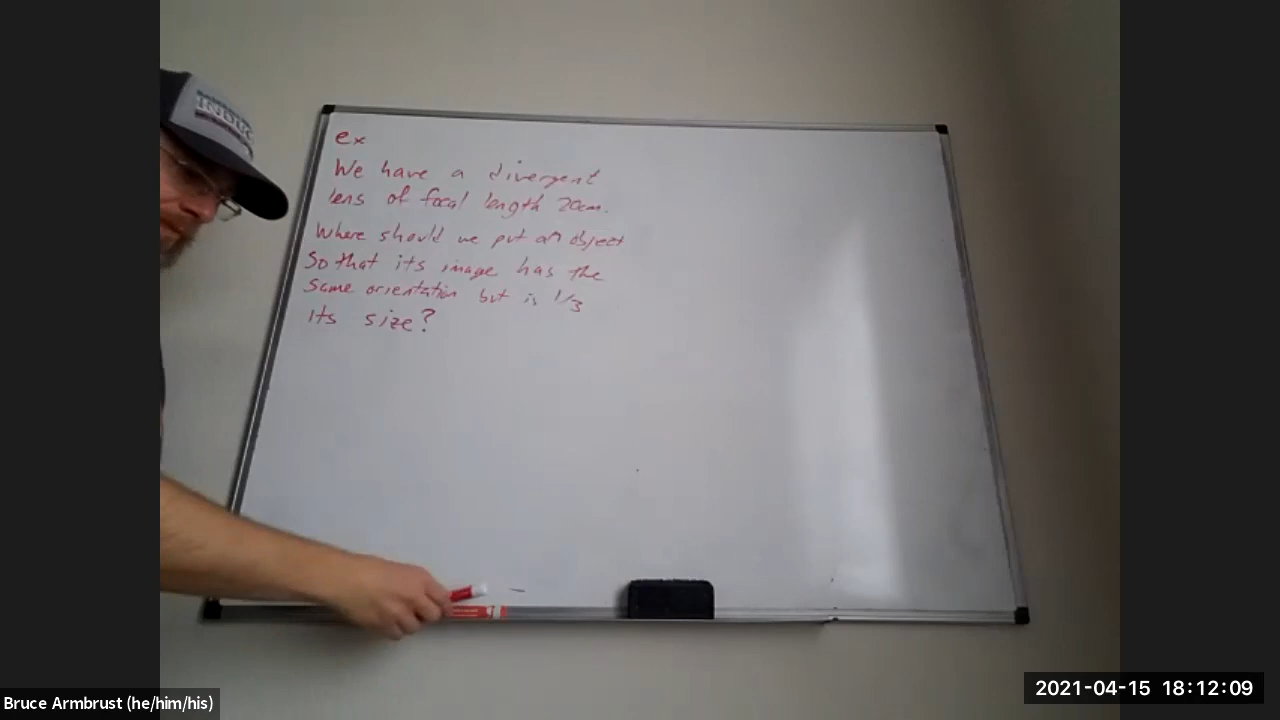 ex
We have a divergent
lens of focal length 20cm.
Where should we put an object
So that its image has the
same orientation but is 1/3
its size?
Bruce Armbrust (he/him/his)
2021-04-15 18:12:09